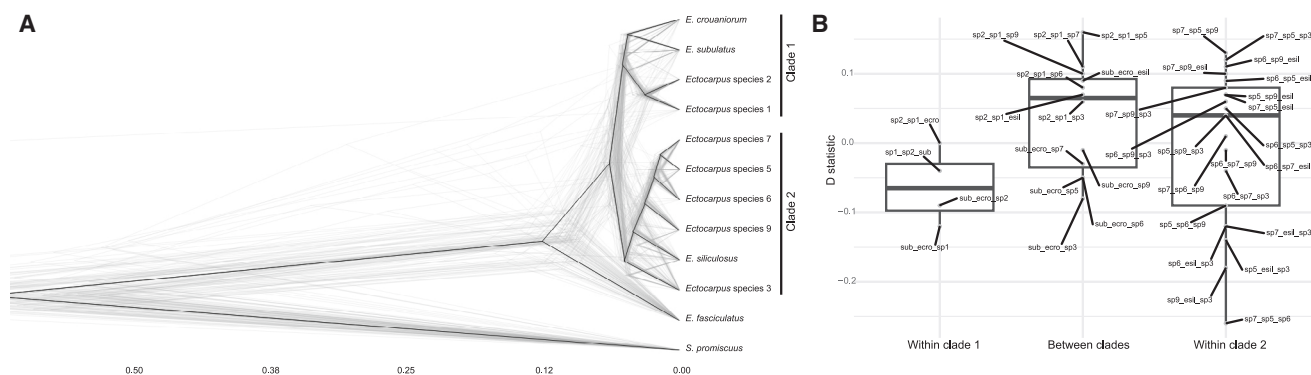 A
E. crouaniorum
E. subulatus
Ectocarpus species 2
Ectocarpus species 1
Clade 1
Ectocarpus species 7
Ectocarpus species 5
Ectocarpus species 6
Ectocarpus species 9
E. siliculosus
Ectocarpus species 3
Clade 2
E. fasciculatus
S. promiscuus
0.50 0.38 0.25 0.12 0.00
B
D statistic
0.1
0.0
−0.1
−0.2
sp2_sp1_ecro
sp1_sp2_sub
sub_ecro_sp2
sub_ecro_sp1
sp2_sp1_sp9
sp2_sp1_sp7
sp2_sp1_sp5
sp2_sp1_sp6
sub_ecro_esil
sp2_sp1_esil
sp2_sp1_sp3
sub_ecro_sp7
sub_ecro_sp9
sub_ecro_sp5
sub_ecro_sp6
sub_ecro_sp3
sp7_sp5_sp9
sp7_sp5_sp3
sp6_sp9_esil
sp7_sp9_esil
sp6_sp5_esil
sp5_sp9_esil
sp7_sp5_esil
sp7_sp9_sp3
sp6_sp9_sp3
sp5_sp9_sp3
sp6_sp5_sp3
sp6_sp7_sp9
sp6_sp7_esil
sp7_sp6_sp9
sp6_sp7_sp3
sp5_sp6_sp9
sp7_esil_sp3
sp6_esil_sp3
sp5_esil_sp3
sp9_esil_sp3
sp7_sp5_sp6
Within clade 1 Between clades Within clade 2